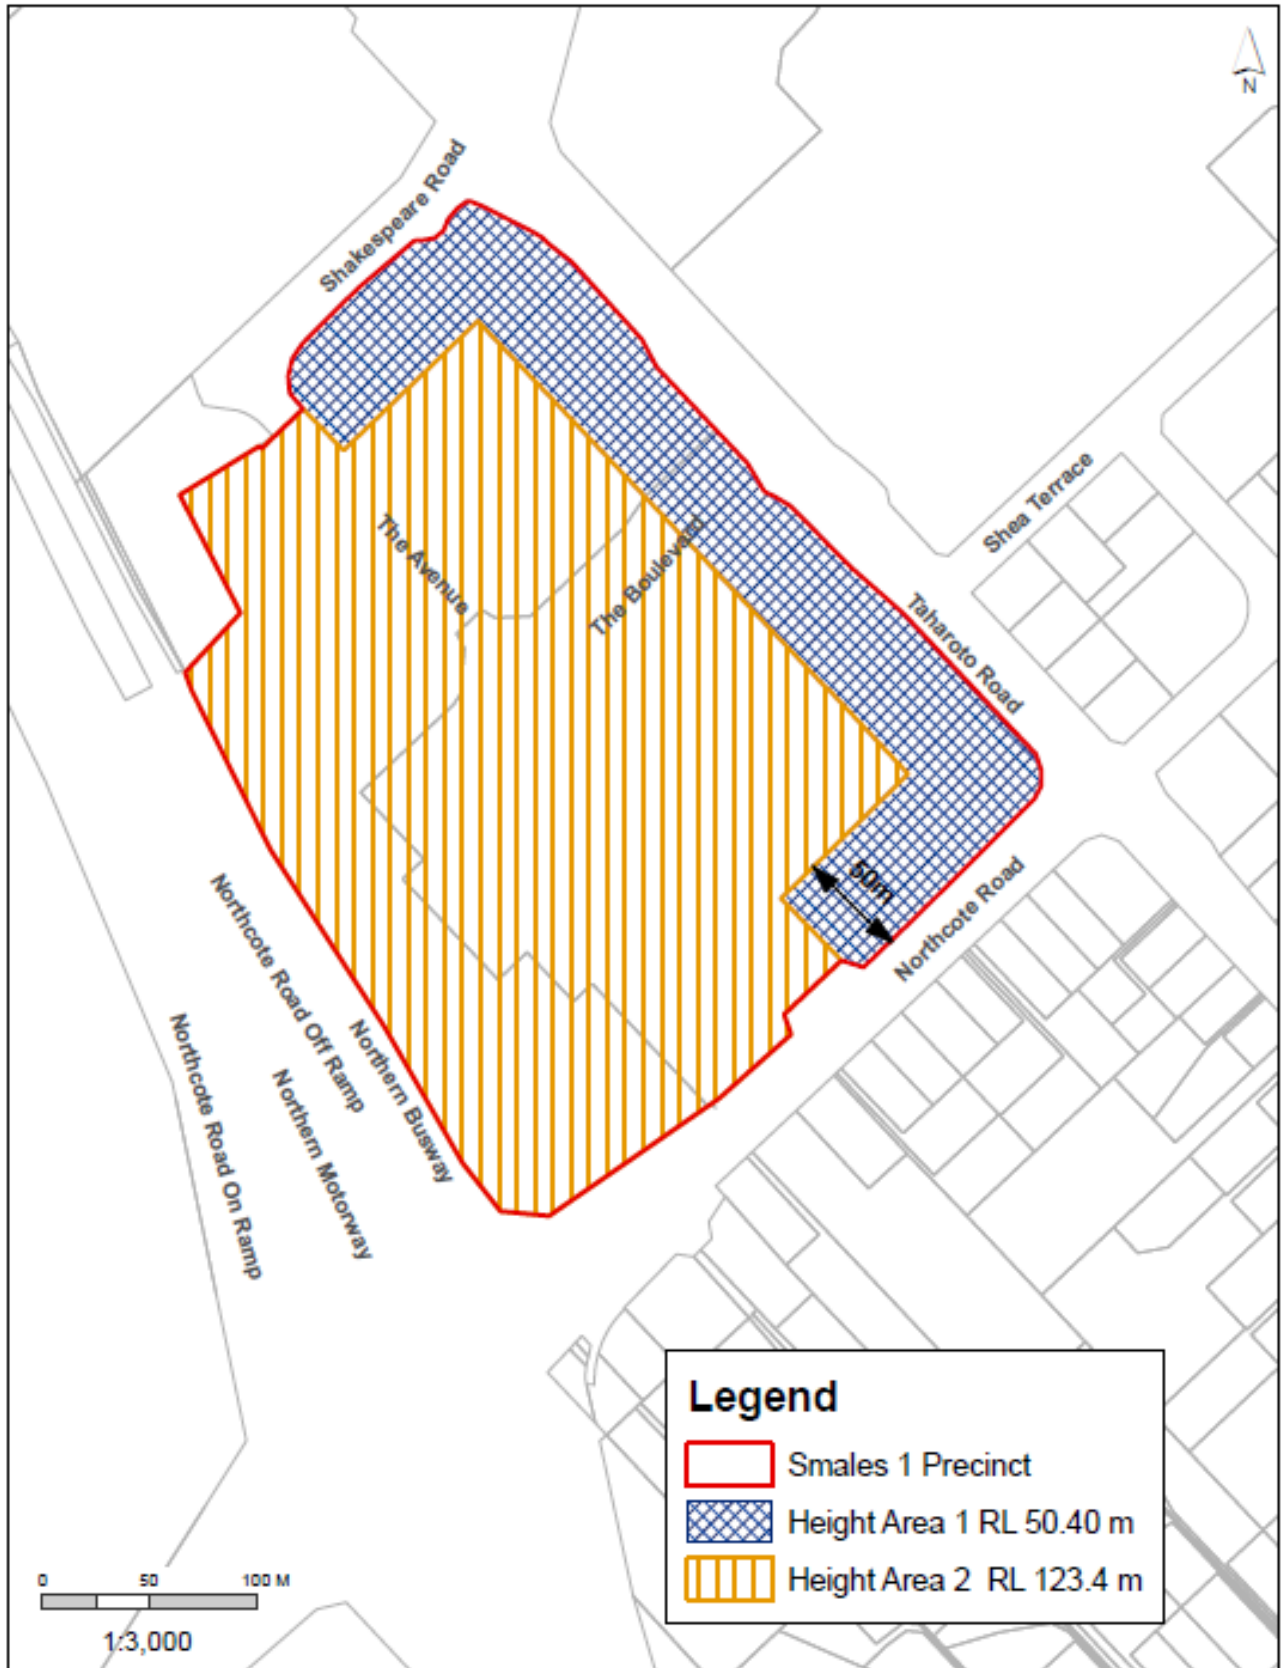 N
Shakespeare Road
Shea Terrace
The Avenue
The Boulevard
Taharoto Road
50m
Northcote Road
Northcote Road Off Ramp
Northern Busway
Northcote Road On Ramp
Northern Motorway
Legend
Smales 1 Precinct
Height Area 1 RL 50.40 m
Height Area 2 RL 123.4 m
0 50 100 M
1:3,000